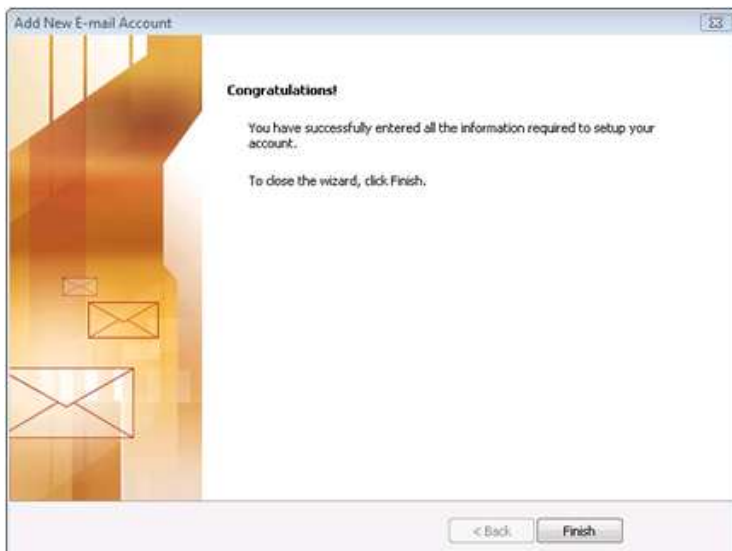 Add New E-mail Account
Congratulations!
You have successfully entered all the information required to setup your
account.
To close the wizard, click Finish.
< Back
Finish